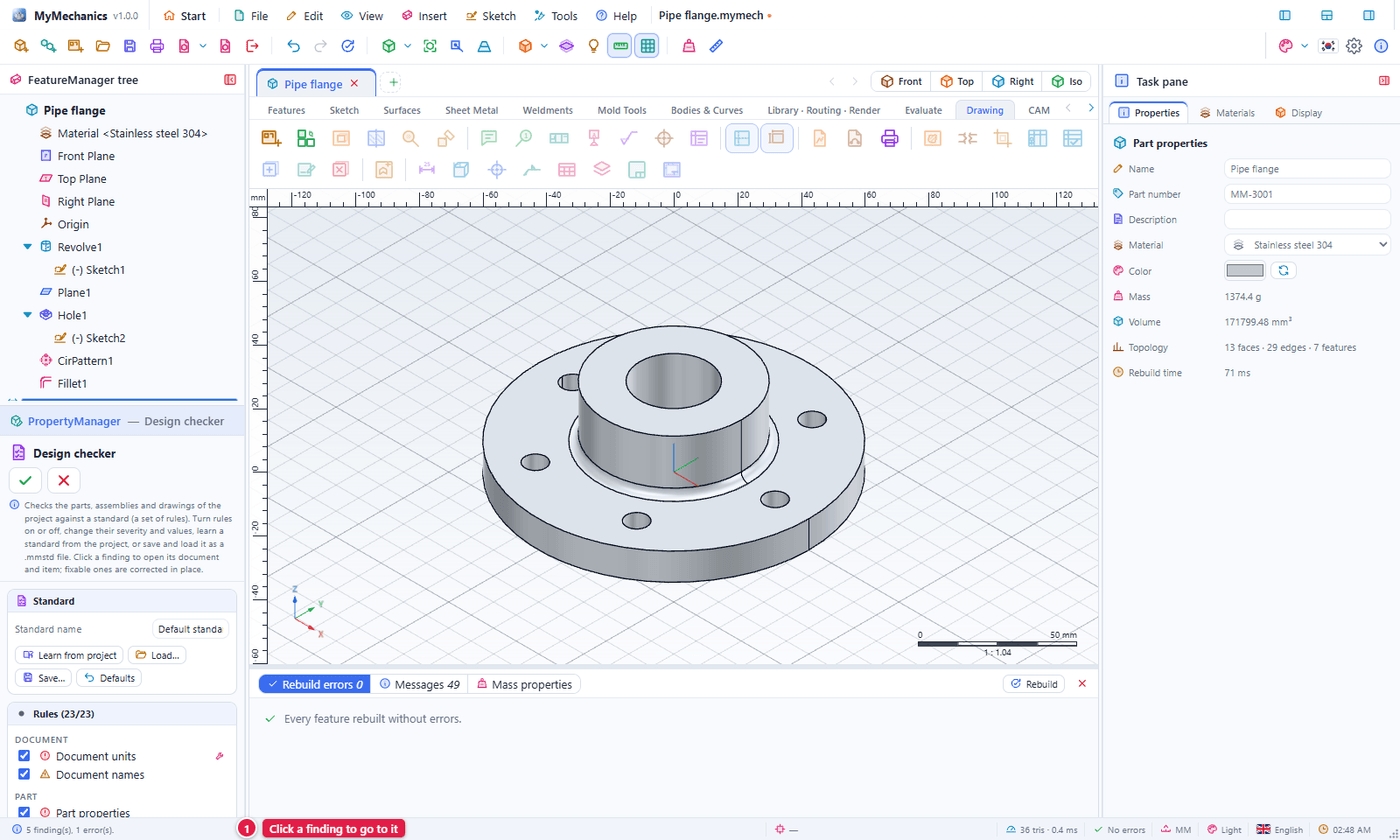 MyMechanics v1.0.0 Start File Edit View Insert Sketch Tools Help Pipe flange.mymech
FeatureManager tree
Pipe flange
Material <Stainless steel 304>
Front Plane
Top Plane
Right Plane
Origin
Revolve1
(-) Sketch1
Plane1
Hole1
(-) Sketch2
CirPattern1
Fillet1
PropertyManager — Design checker
Design checker
Checks the parts, assemblies and drawings of the
project against a standard (a set of rules). Turn rules
on or off, change their severity and values, learn a
standard from the project, or save and load it as a
.mmstd file. Click a finding to open its document
and item; fixable ones are corrected in place.
Standard
Standard name Default standa
Learn from project Load...
Save... Defaults
Rules (23/23)
DOCUMENT
Document units
Document names
PART
Part properties
Pipe flange
Front Top Right Iso
Features Sketch Surfaces Sheet Metal Weldments Mold Tools Bodies & Curves Library · Routing · Render Evaluate Drawing CAM
mm -120 -100 -80 -60 -40 -20 0 20 40 60 80 100 120
80
60
40
20
0
-20
-40
-60
Z
Y
X
0 50 mm
1 : 1.04
Rebuild errors 0 Messages 49 Mass properties Rebuild
Every feature rebuilt without errors.
Task pane
Properties Materials Display
Part properties
Name Pipe flange
Part number MM-3001
Description
Material Stainless steel 304
Color
Mass 1374.4 g
Volume 171799.48 mm³
Topology 13 faces · 29 edges · 7 features
Rebuild time 71 ms
5 finding(s), 1 error(s). 1 Click a finding to go to it — 36 tris · 0.4 ms No errors MM Light English 02:48 AM